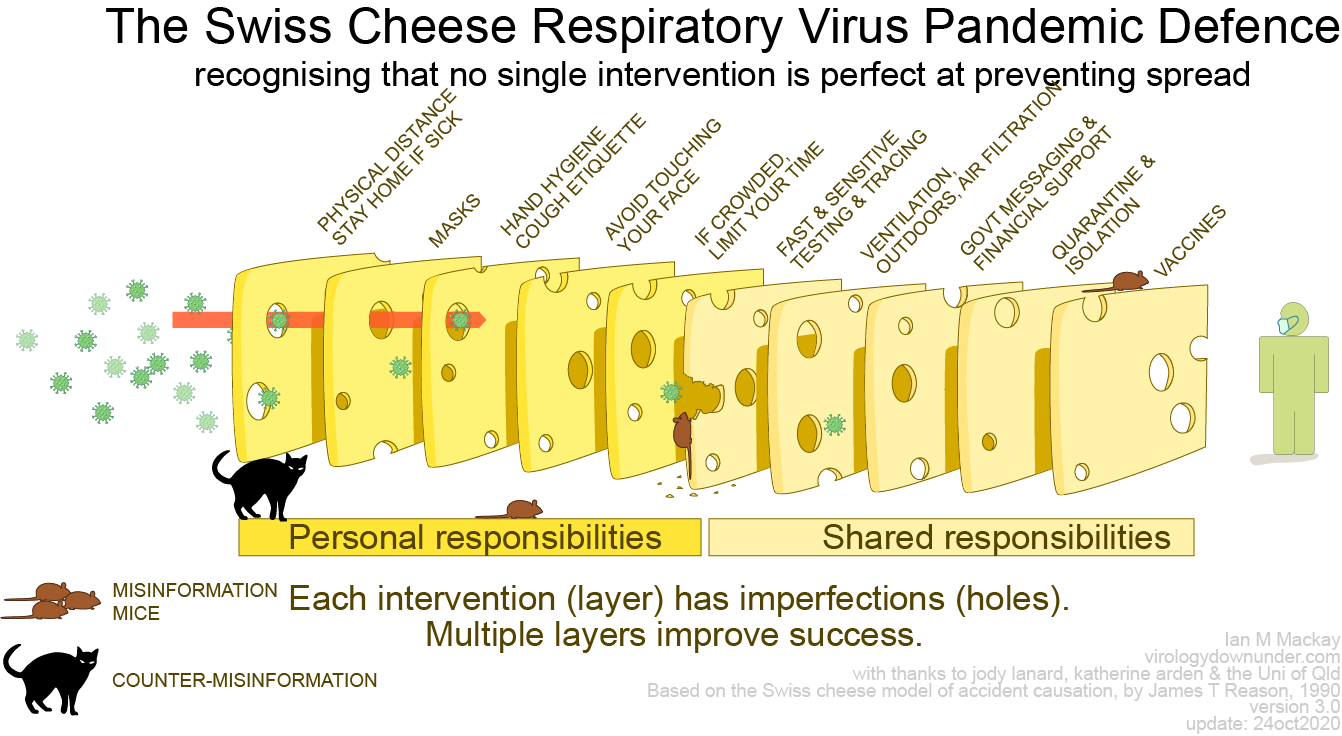 The Swiss Cheese Respiratory Virus Pandemic Defence
recognising that no single intervention is perfect at preventing spread
PHYSICAL DISTANCE
STAY HOME IF SICK
MASKS
HAND HYGIENE
COUGH ETIQUETTE
AVOID TOUCHING
YOUR FACE
IF CROWDED,
LIMIT YOUR TIME
FAST & SENSITIVE
TESTING & TRACING
VENTILATION,
OUTDOORS, AIR FILTRATION
GOVT MESSAGING &
FINANCIAL SUPPORT
QUARANTINE &
ISOLATION
VACCINES
Personal responsibilities
Shared responsibilities
MISINFORMATION
MICE
Each intervention (layer) has imperfections (holes).
Multiple layers improve success.
COUNTER-MISINFORMATION
Ian M Mackay
virologydownunder.com
with thanks to jody lanard, katherine arden & the Uni of Qld
Based on the Swiss cheese model of accident causation, by James T Reason, 1990
version 3.0
update: 24oct2020